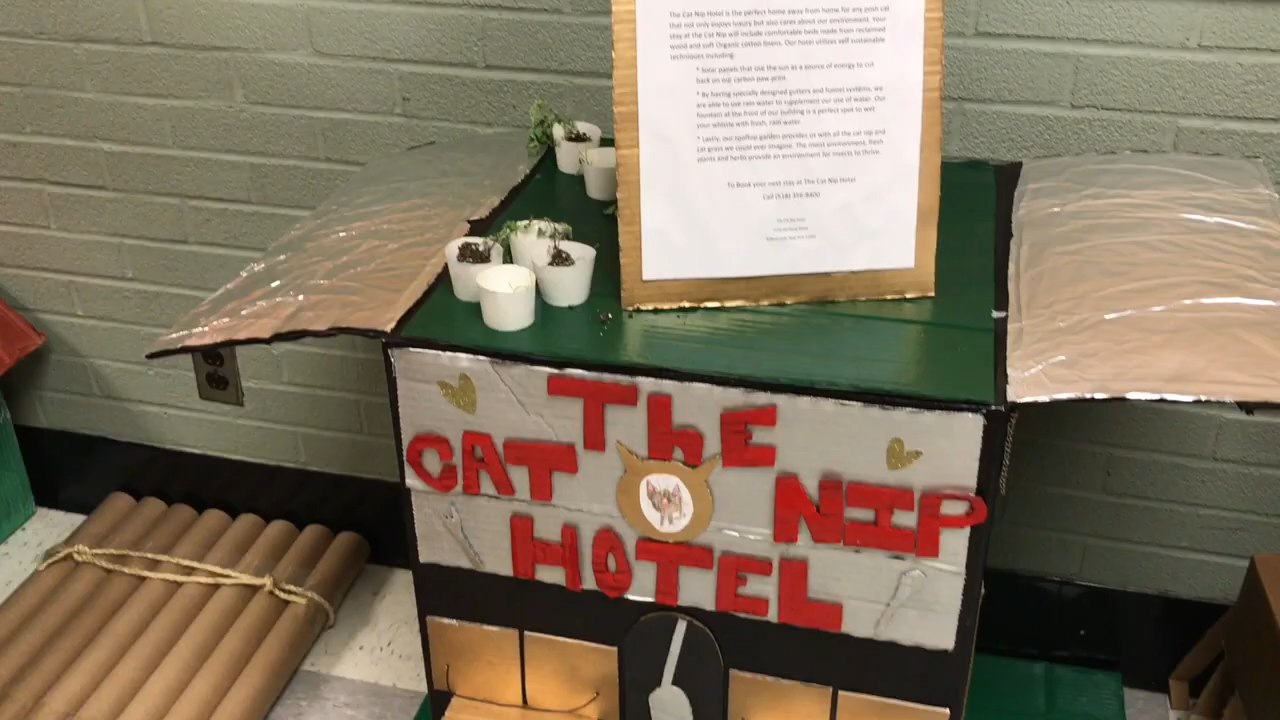 The Cat Nip Hotel is the perfect home away from home for any posh cat
that not only enjoys luxury but also cares about our environment. Your
stay at the Cat Nip will include comfortable beds made from reclaimed
wood and soft Organic cotton linens. Our hotel utilizes self sustainable
techniques including:
* Solar panels that use the sun as a source of energy to cut
back on our carbon paw print.
* By having specially designed gutters and funnel systems, we
are able to use rain water to supplement our use of water. Our
fountain at the front of our building is a perfect spot to wet
your whistle with fresh, rain water.
* Lastly, our rooftop garden provides us with all the cat nip and
cat grass we could ever imagine. The moist environment, fresh
plants and herbs provide an environment for insects to thrive.
To Book your next stay at The Cat Nip Hotel
The Cat Nip Hotel
The
CAT NIP
HOTEL